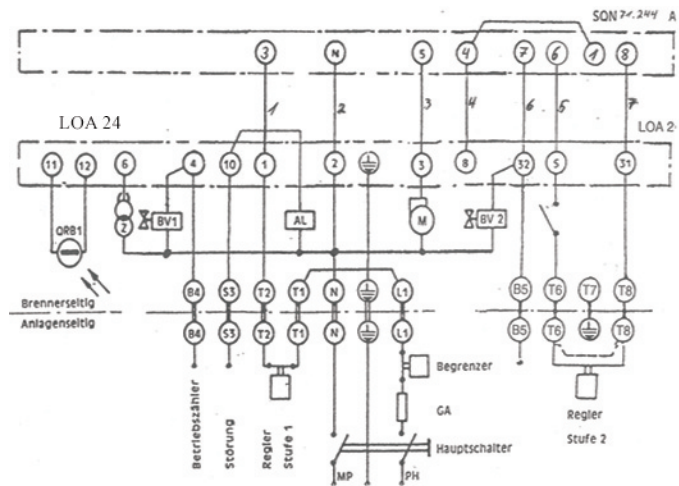 SQN 71.244 A
3 N 5 4 7 6 1 8
1 2 3 4 6 5 7
LOA 24
LOA 2
11 12 6 4 10 1 2 3 8 32 5 31
QRB1
Z
BV1
AL
M
BV 2
B4 S3 T2 T1 N L1 B5 T6 T7 T8
Brennerseitig
Anlagenseitig
B4 S3 T2 T1 N L1 B5 T6 T8
Betriebszähler
Störung
Regler
Stufe 1
Begrenzer
GA
Hauptschalter
MP
PH
Regler
Stufe 2